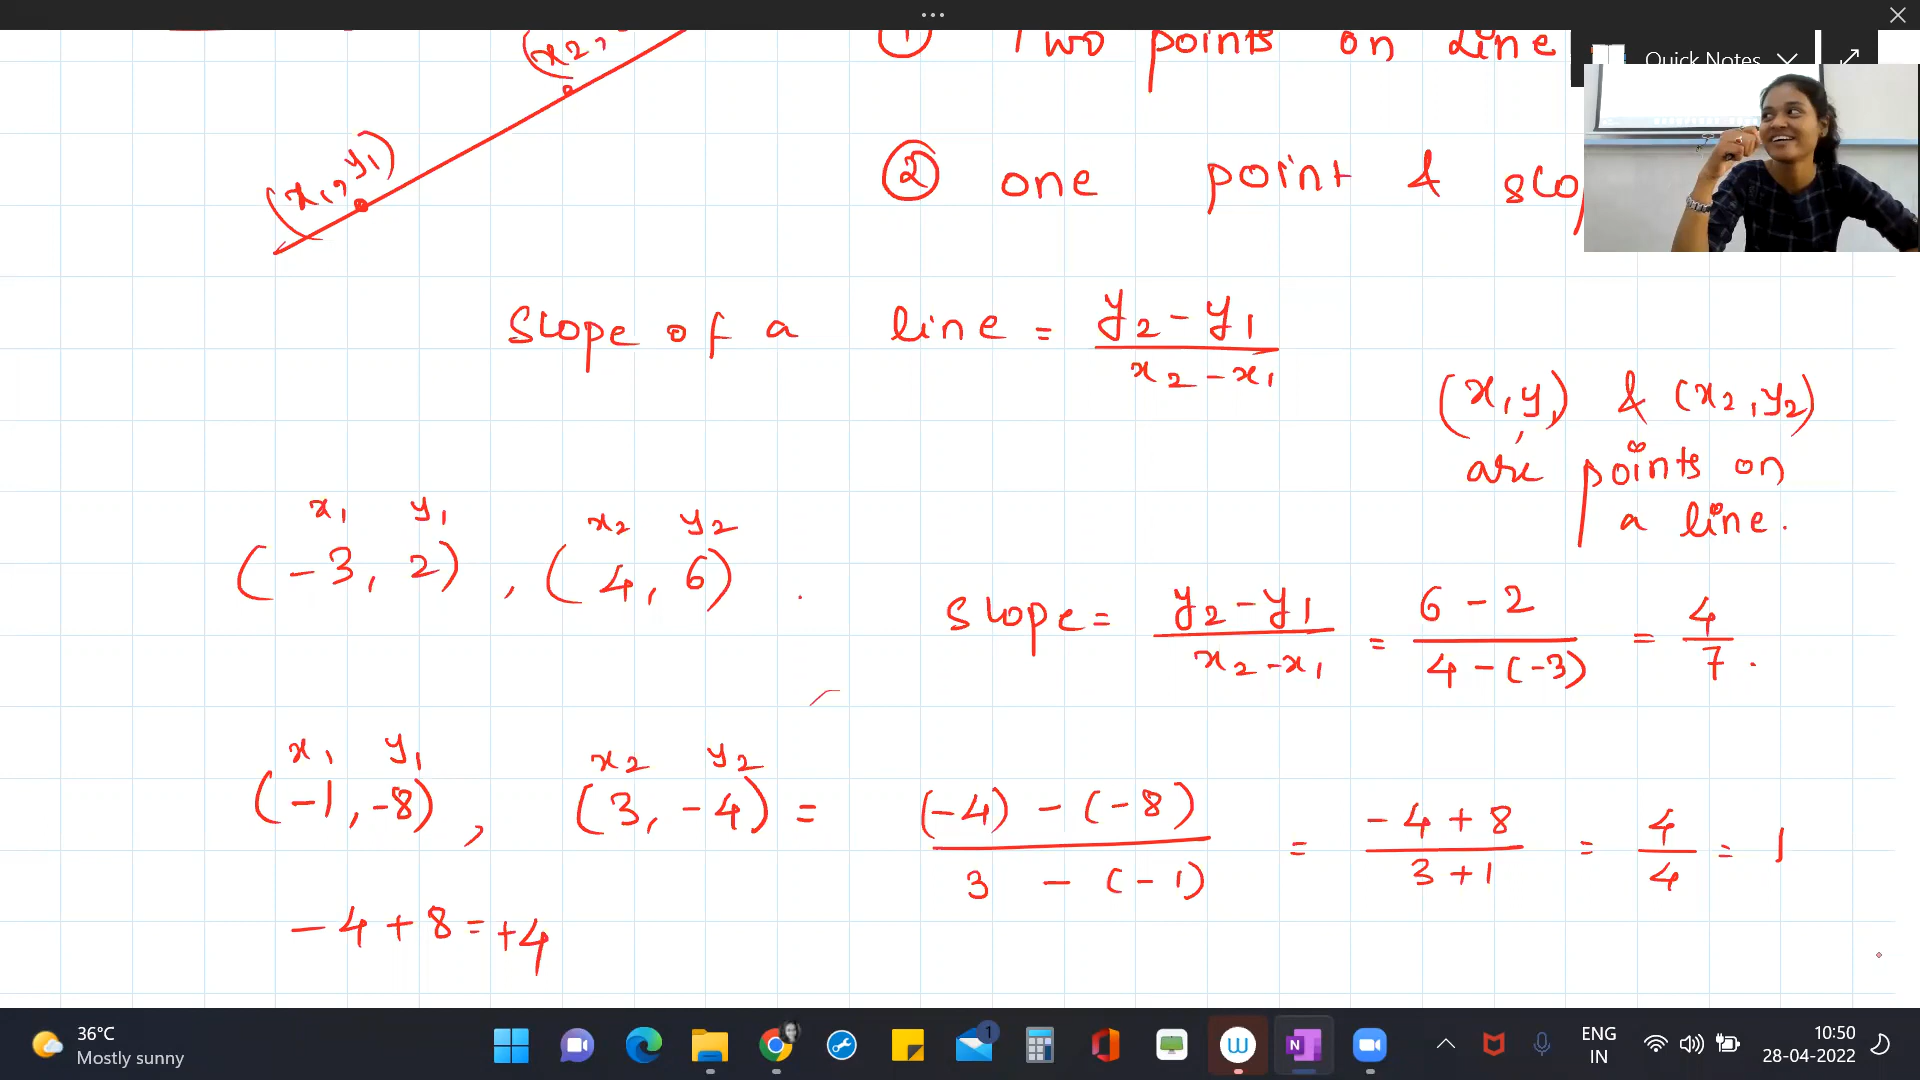 (x2,
① Two points on Line
Quick Notes
(x1, y1)
② one point & slop
Slope of a line = y2 - y1 / x2 - x1
(x1, y1) & (x2, y2)
are points on
a line.
x1 y1 x2 y2
(-3, 2) , (4, 6) .
Slope = y2 - y1 / x2 - x1 = 6 - 2 / 4 - (-3) = 4 / 7 .
x1 y1 x2 y2
(-1, -8) , (3, -4) = (-4) - (-8) / 3 - (-1) = -4 + 8 / 3 + 1 = 4 / 4 = 1
-4 + 8 = +4
36°C
Mostly sunny
1
ENG
IN
10:50
28-04-2022